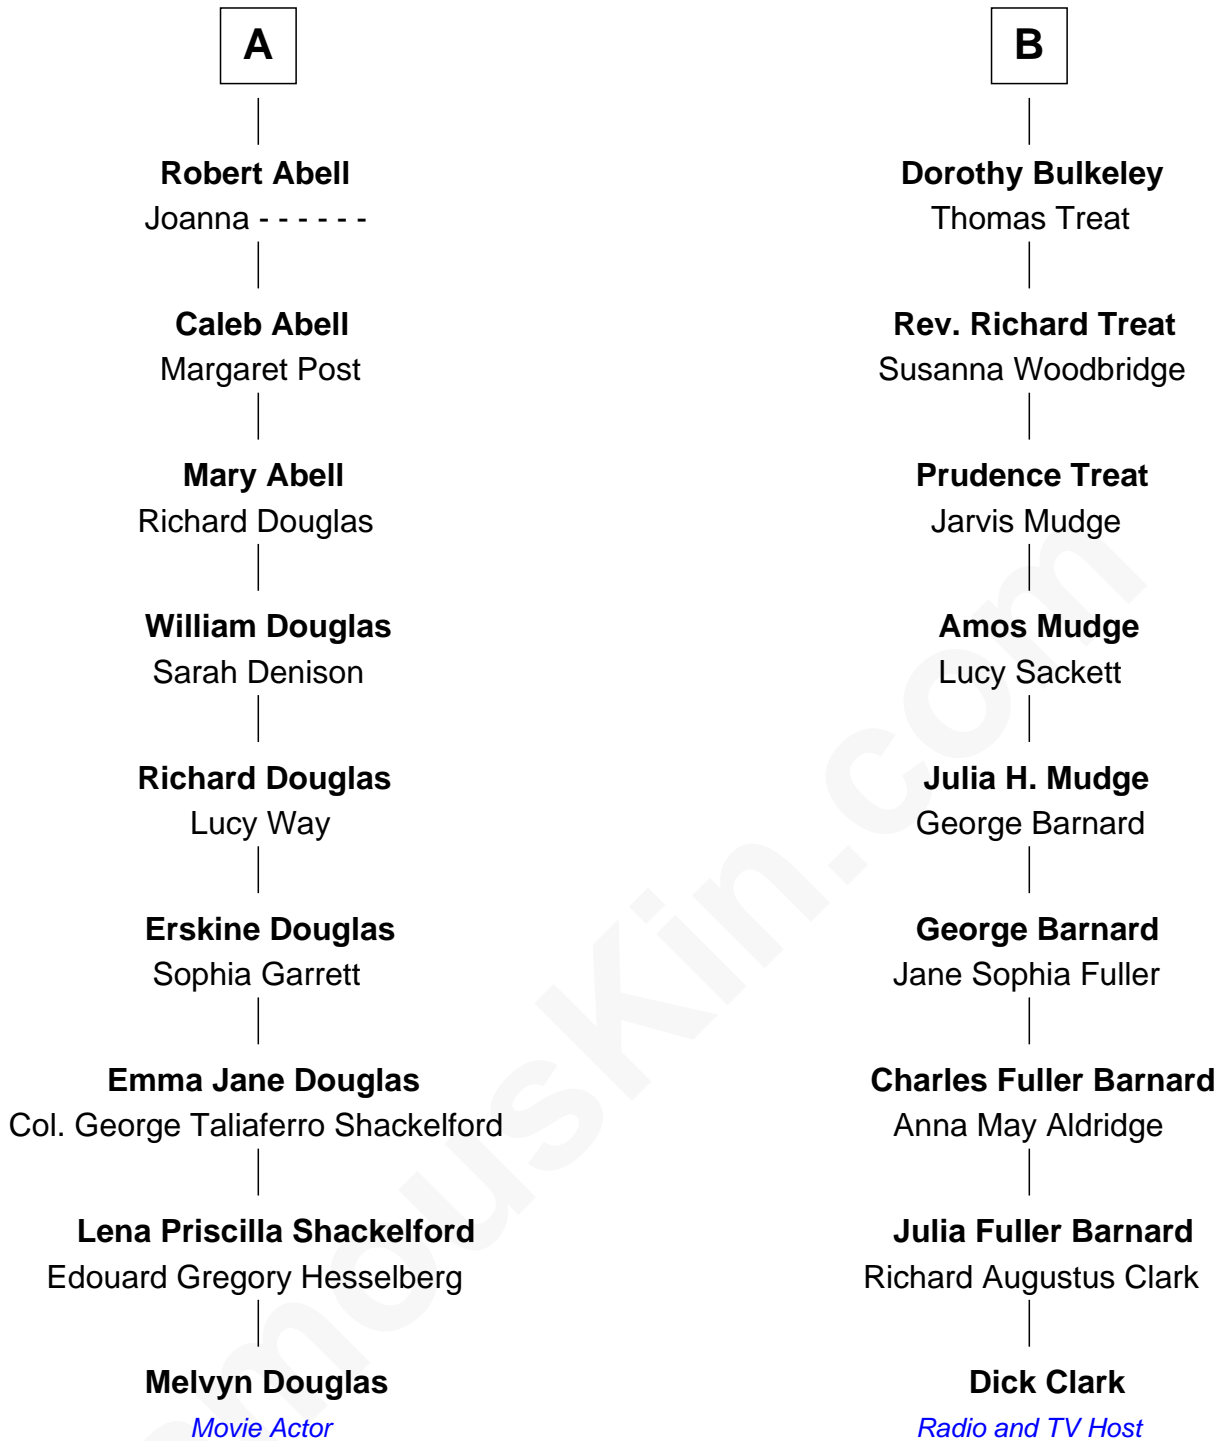 A
Robert Abell
Joanna - - - - - -
Caleb Abell
Margaret Post
Mary Abell
Richard Douglas
William Douglas
Sarah Denison
Richard Douglas
Lucy Way
Erskine Douglas
Sophia Garrett
Emma Jane Douglas
Col. George Taliaferro Shackelford
Lena Priscilla Shackelford
Edouard Gregory Hesselberg
Melvyn Douglas
Movie Actor
B
Dorothy Bulkeley
Thomas Treat
Rev. Richard Treat
Susanna Woodbridge
Prudence Treat
Jarvis Mudge
Amos Mudge
Lucy Sackett
Julia H. Mudge
George Barnard
George Barnard
Jane Sophia Fuller
Charles Fuller Barnard
Anna May Aldridge
Julia Fuller Barnard
Richard Augustus Clark
Dick Clark
Radio and TV Host
mousKin.com